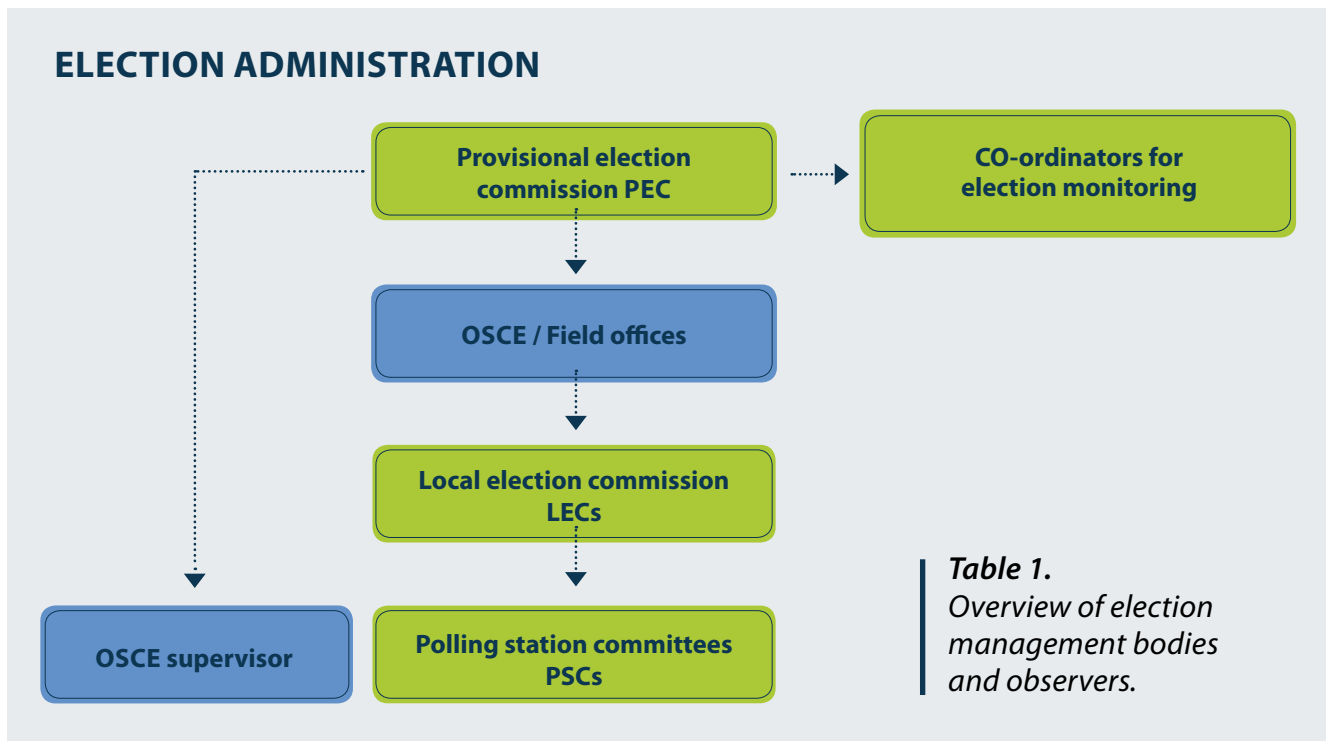 ELECTION ADMINISTRATION
Provisional election
commission PEC
CO-ordinators for
election monitoring
OSCE / Field offices
Local election commission
LECs
OSCE supervisor
Polling station committees
PSCs
Table 1.
Overview of election
management bodies
and observers.